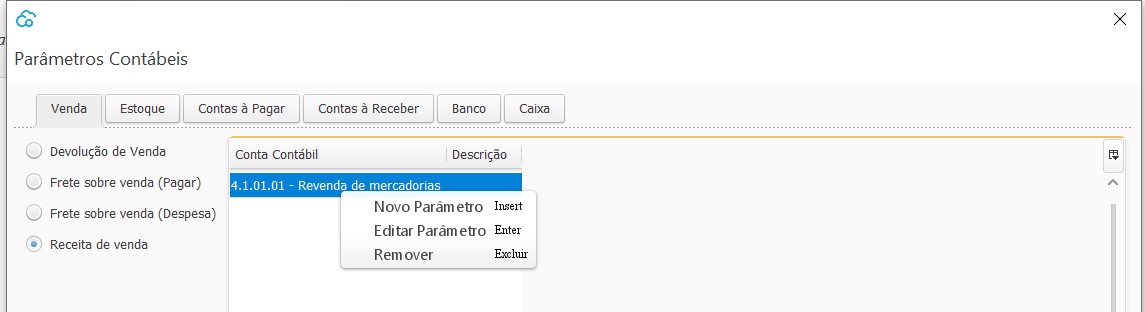 Parâmetros Contábeis
Venda Estoque Contas à Pagar Contas à Receber Banco Caixa
Devolução de Venda
Frete sobre venda (Pagar)
Frete sobre venda (Despesa)
Receita de venda
Conta Contábil Descrição
4.1.01.01 - Revenda de mercadorias
Novo Parâmetro Insert
Editar Parâmetro Enter
Remover Excluir